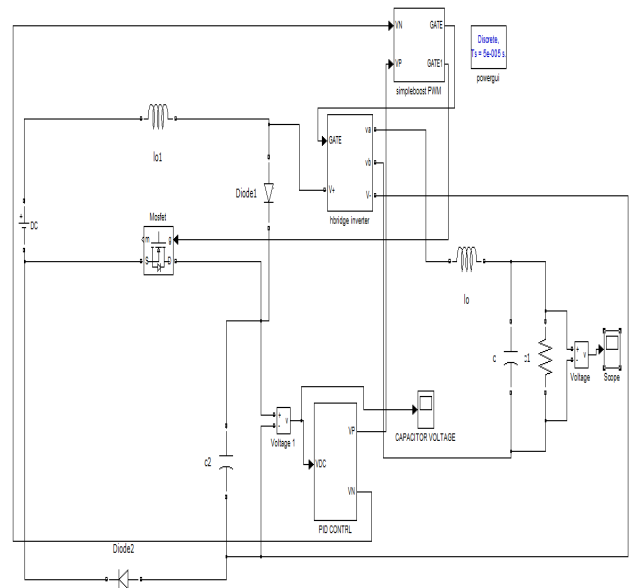 VN
GATE
VP
GATE1
simpleboost PWM
Discrete,
Ts = 5e-005 s.
powergui
lo1
GATE
va
vb
V+
V-
hbridge inverter
Diode1
+
DC
Mosfet
m
g
S
D
lo
c
+
-
v
Voltage
Scope
c2
+
-
v
Voltage 1
VDC
VP
VN
PID CONTRL
CAPACITOR VOLTAGE
Diode2